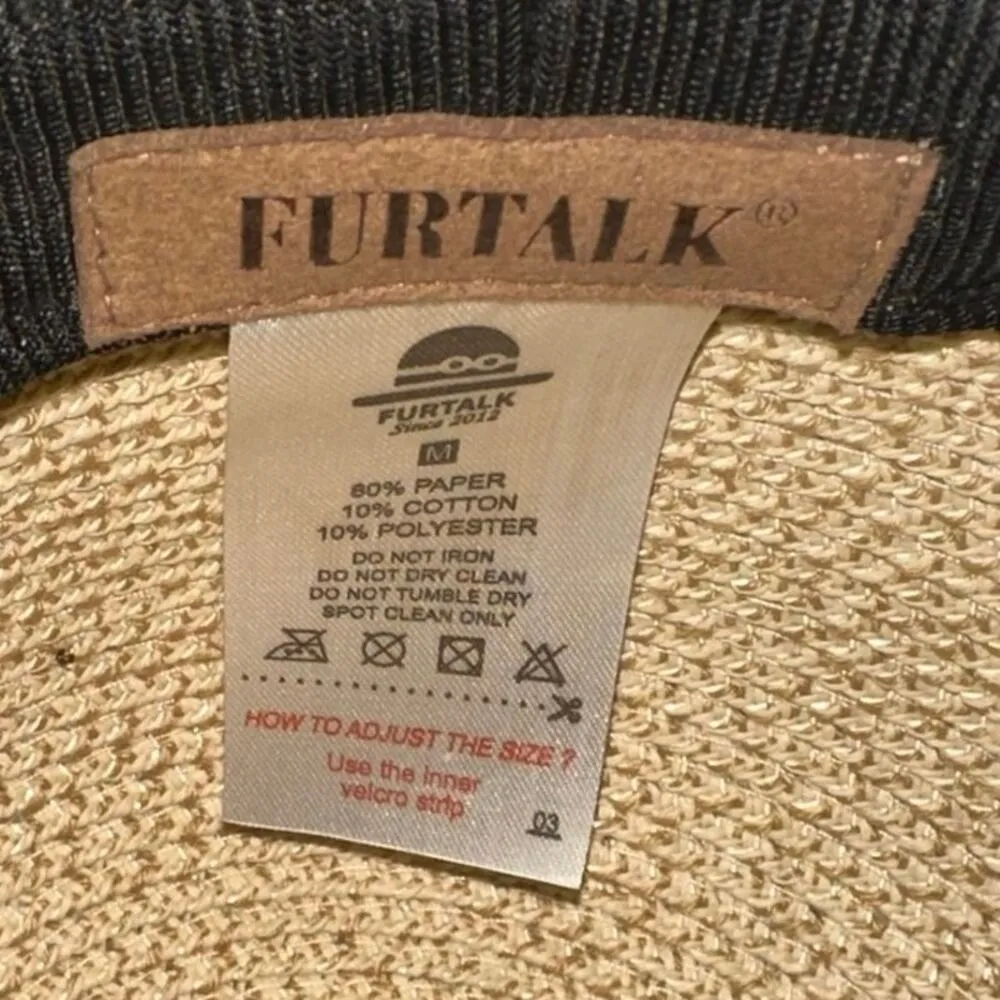 FURTALK®
FURTALK
Since 2012
M
80% PAPER
10% COTTON
10% POLYESTER
DO NOT IRON
DO NOT DRY CLEAN
DO NOT TUMBLE DRY
SPOT CLEAN ONLY
HOW TO ADJUST THE SIZE ?
Use the inner
velcro strip
03